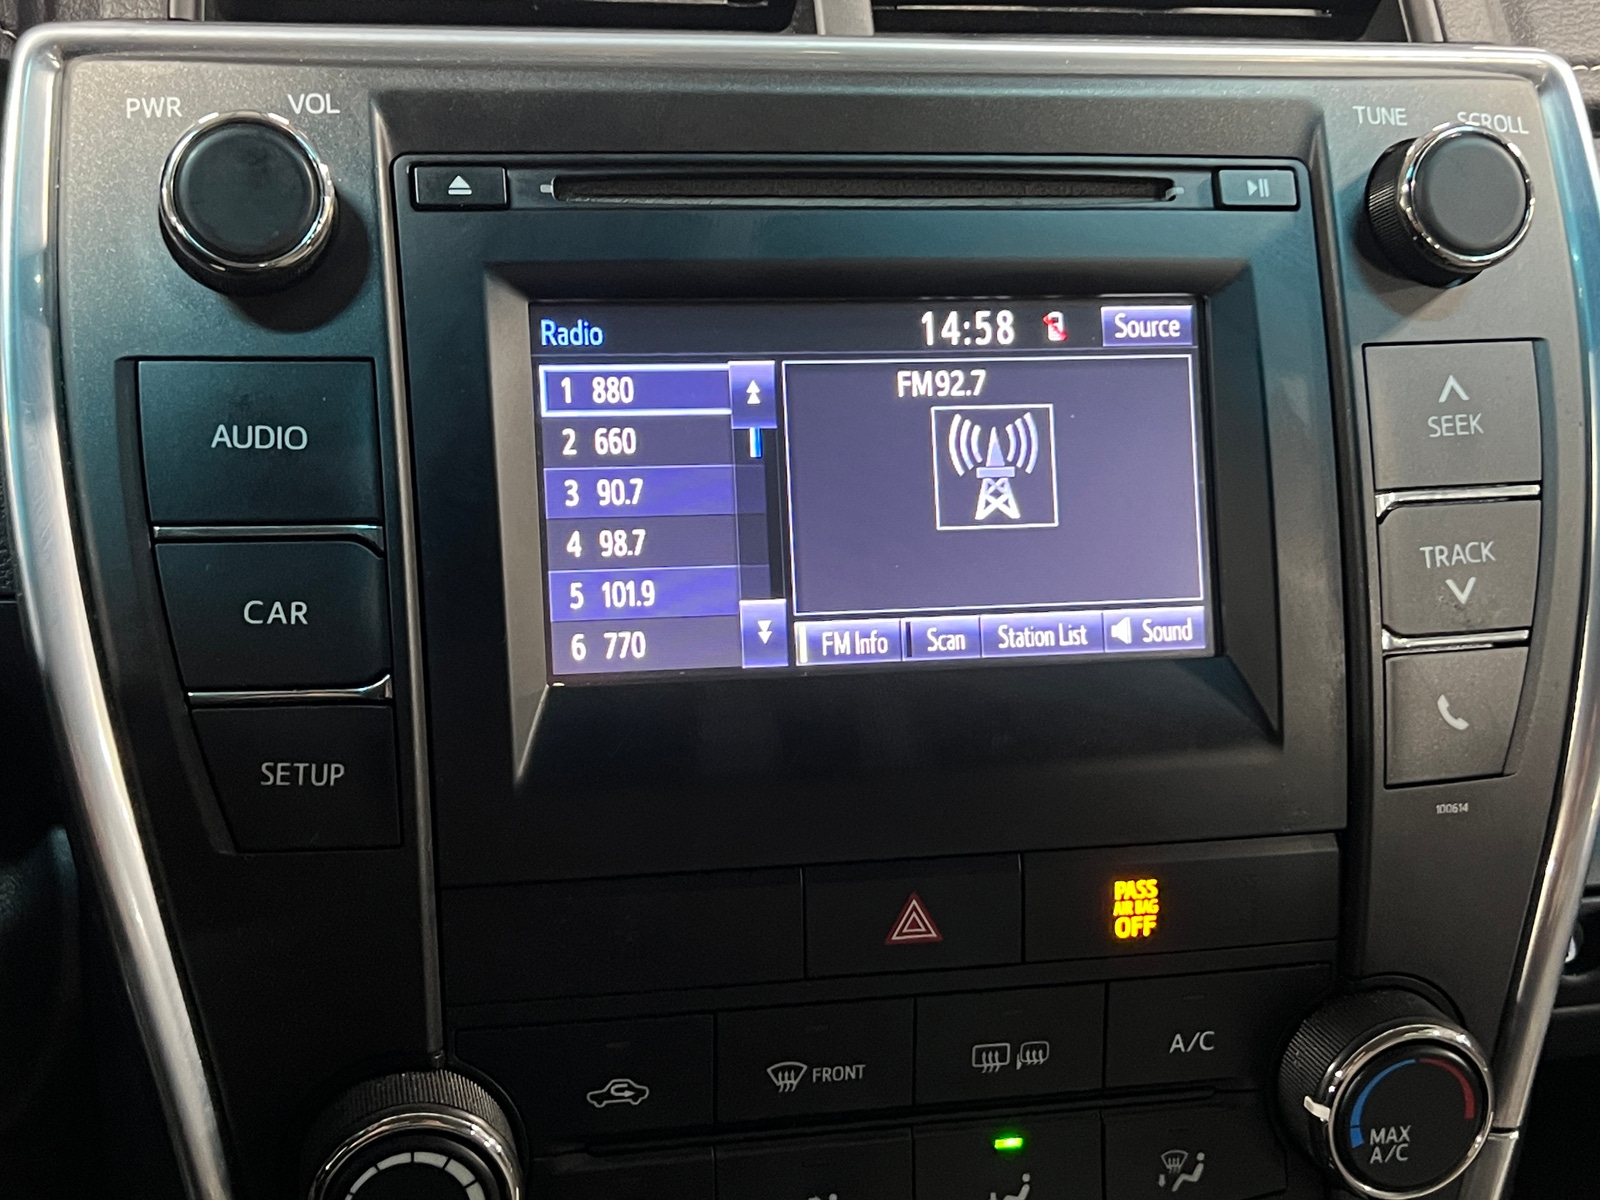 PWR VOL
TUNE SCROLL
Radio 14:58 Source
1 880
2 660
3 90.7
4 98.7
5 101.9
6 770
FM92.7
FM Info Scan Station List Sound
AUDIO
CAR
SETUP
SEEK
TRACK
100614
PASS
AIR BAG
OFF
FRONT
A/C
MAX
A/C